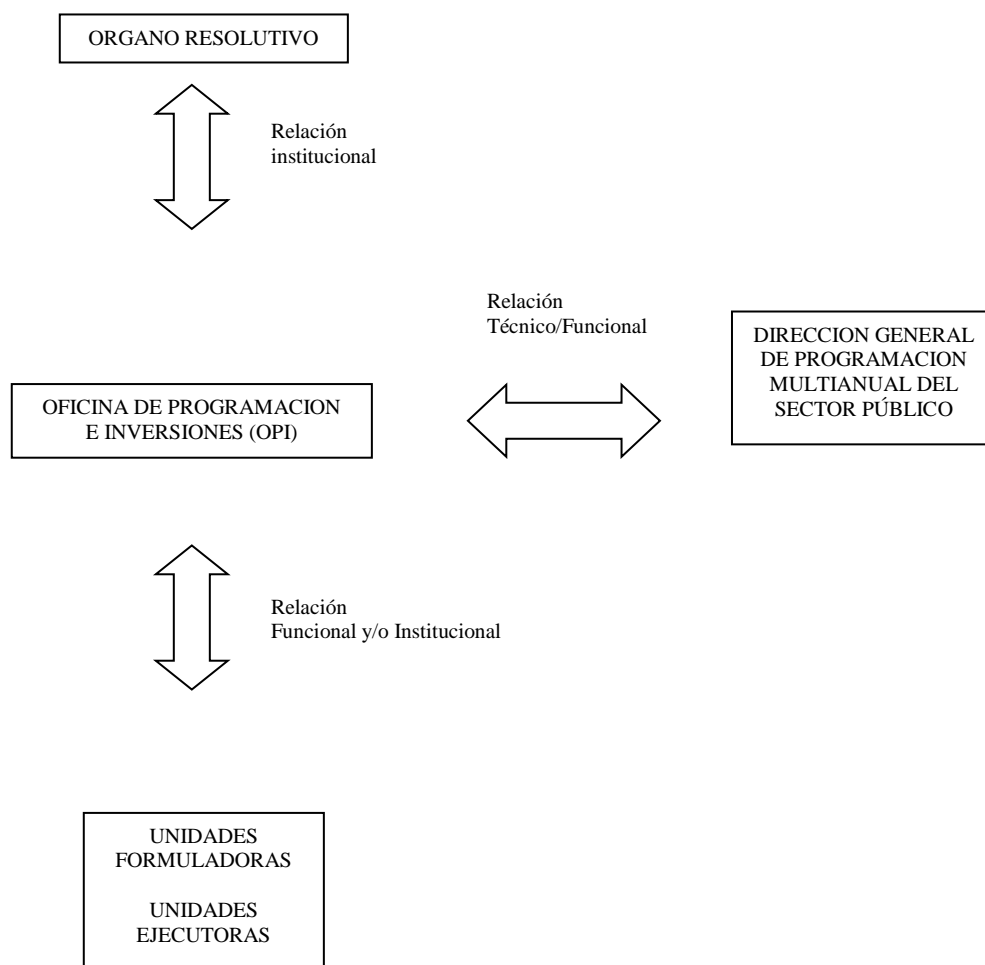 ORGANO RESOLUTIVO
Relación
institucional
Relación
Técnico/Funcional
DIRECCION GENERAL
DE PROGRAMACION
MULTIANUAL DEL
SECTOR PÚBLICO
OFICINA DE PROGRAMACION
E INVERSIONES (OPI)
Relación
Funcional y/o Institucional
UNIDADES
FORMULADORAS
UNIDADES
EJECUTORAS